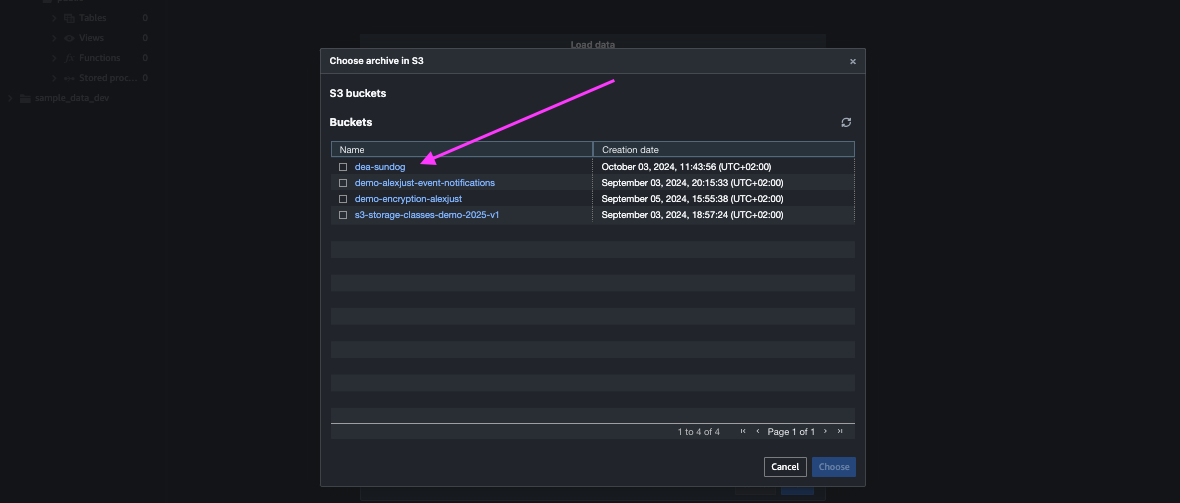 Tables 0
Views 0
Functions 0
Stored proc... 0
sample_data_dev
Load data
Choose archive in S3
S3 buckets
Buckets
Name Creation date
dea-sundog October 03, 2024, 11:43:56 (UTC+02:00)
demo-alexjust-event-notifications September 03, 2024, 20:15:33 (UTC+02:00)
demo-encryption-alexjust September 05, 2024, 15:55:38 (UTC+02:00)
s3-storage-classes-demo-2025-v1 September 03, 2024, 18:57:24 (UTC+02:00)
1 to 4 of 4 Page 1 of 1
Cancel Choose